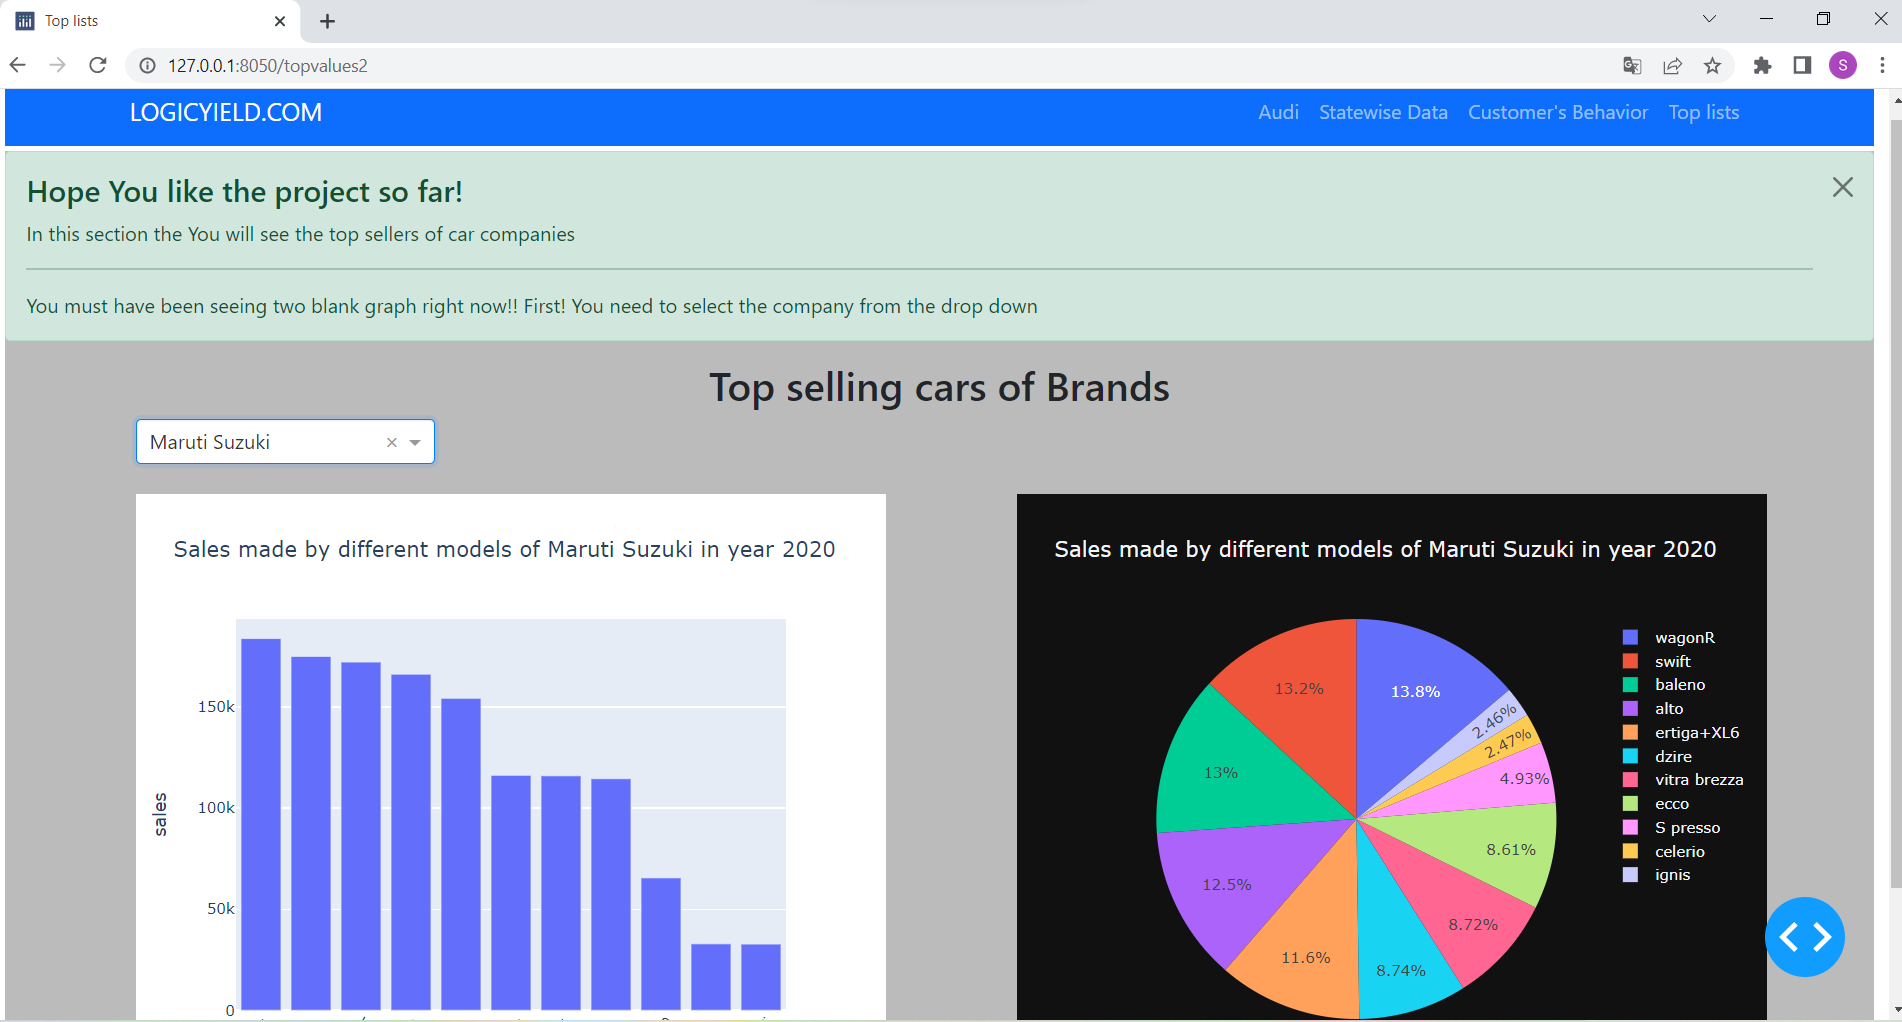 Top lists
127.0.0.1:8050/topvalues2
S
LOGICYIELD.COM
Audi Statewise Data Customer's Behavior Top lists
Hope You like the project so far!
In this section the You will see the top sellers of car companies
You must have been seeing two blank graph right now!! First! You need to select the company from the drop down
Top selling cars of Brands
Maruti Suzuki
Sales made by different models of Maruti Suzuki in year 2020
150k
100k
50k
0
sales
Sales made by different models of Maruti Suzuki in year 2020
13.8%
13.2%
13%
12.5%
11.6%
8.74%
8.72%
8.61%
4.93%
2.47%
2.46%
wagonR
swift
baleno
alto
ertiga+XL6
dzire
vitra brezza
ecco
S presso
celerio
ignis